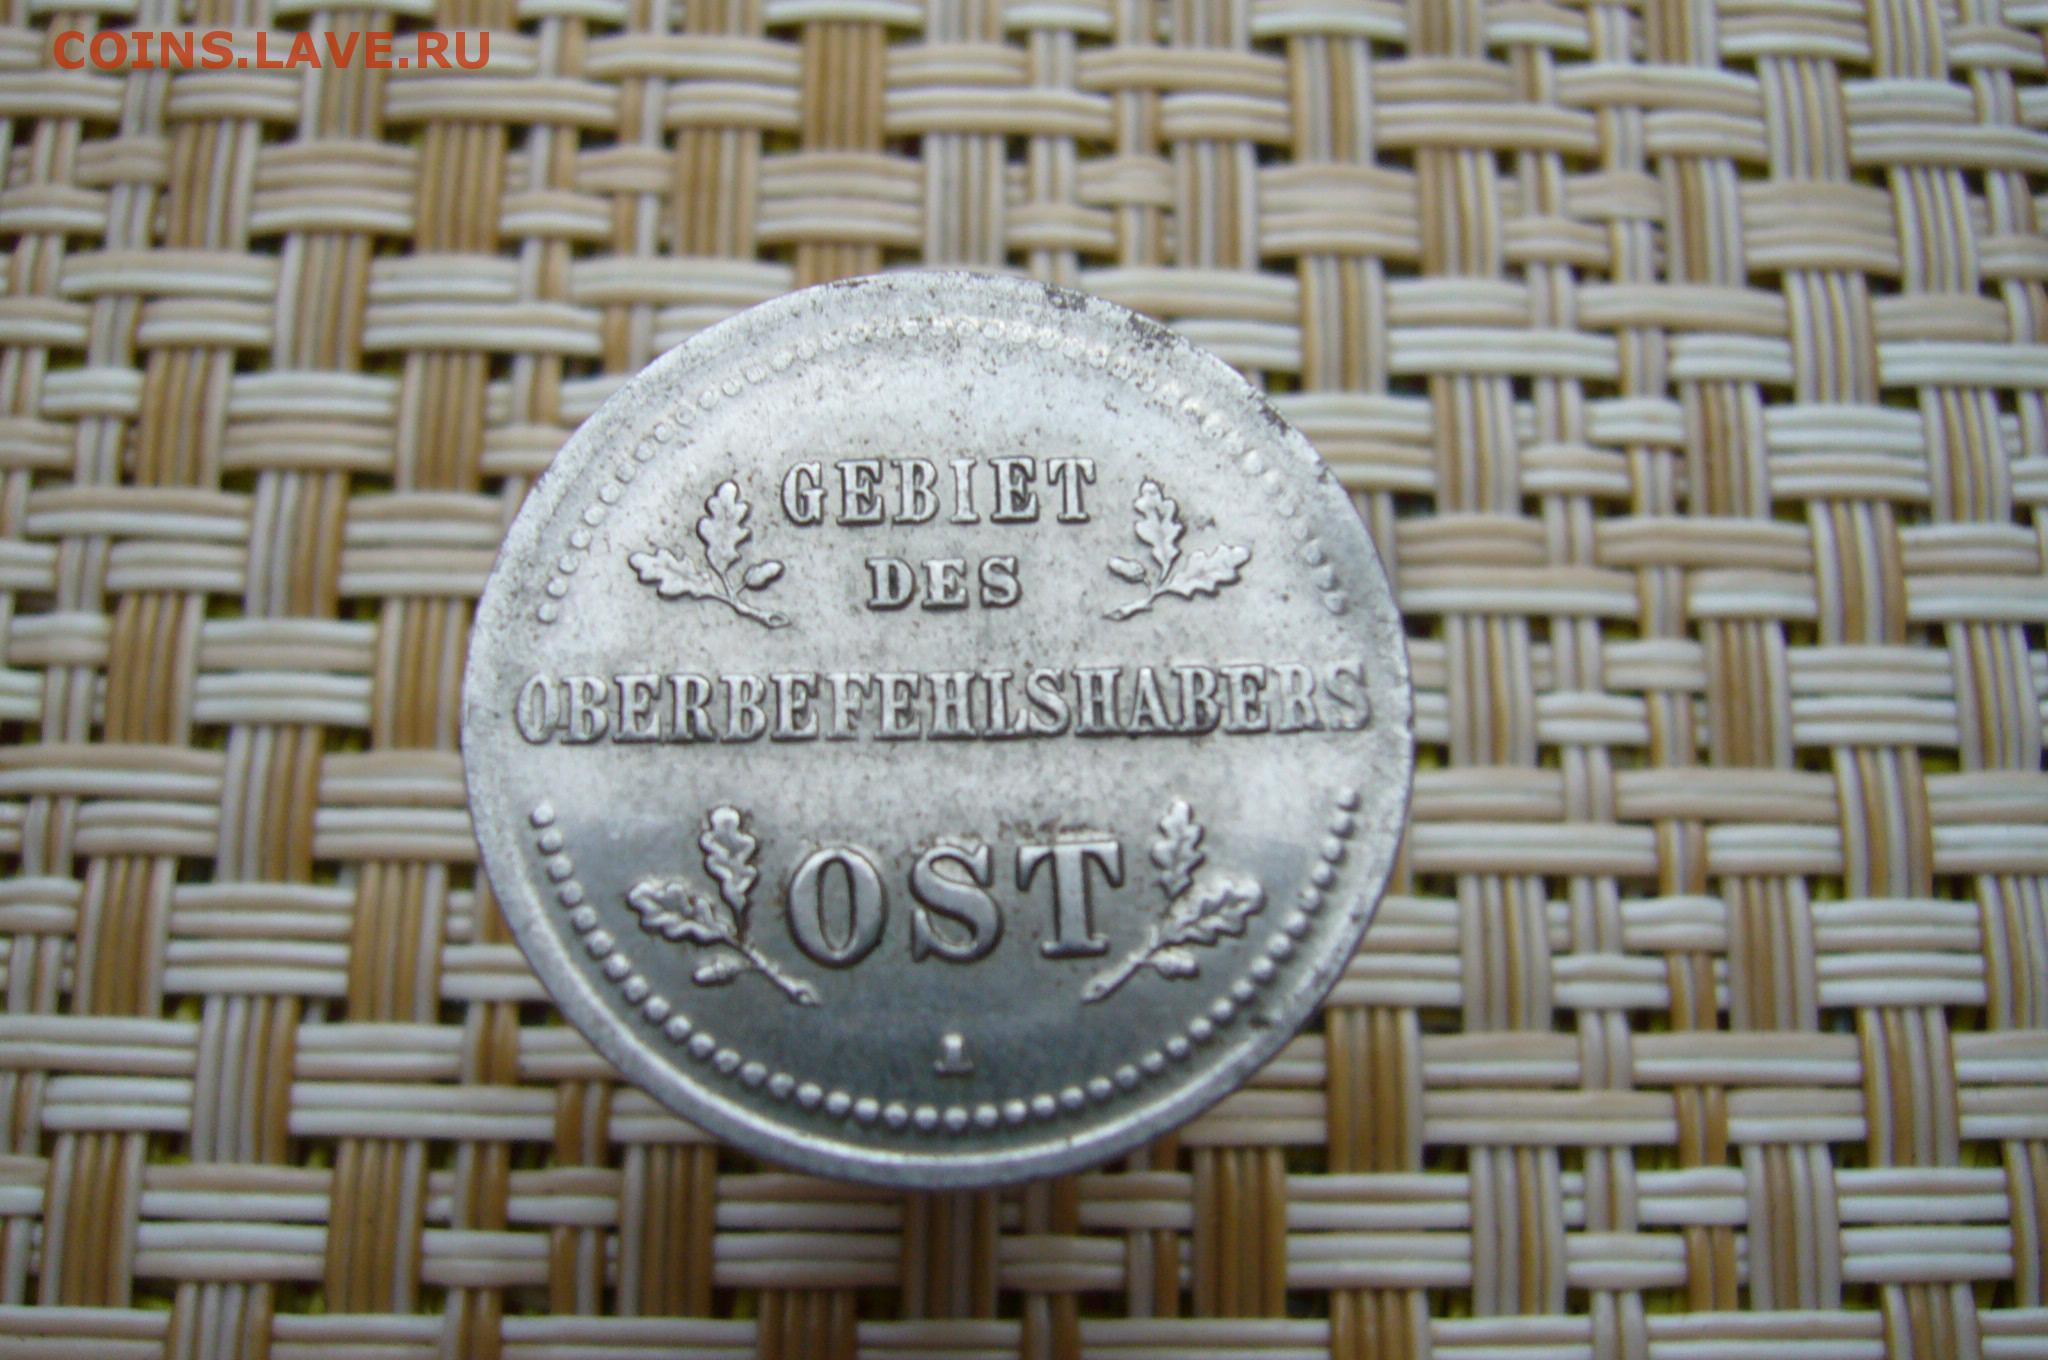 COINS.LAVE.RU
GEBIET
DES
OBERBEFEHLSHABERS
OST